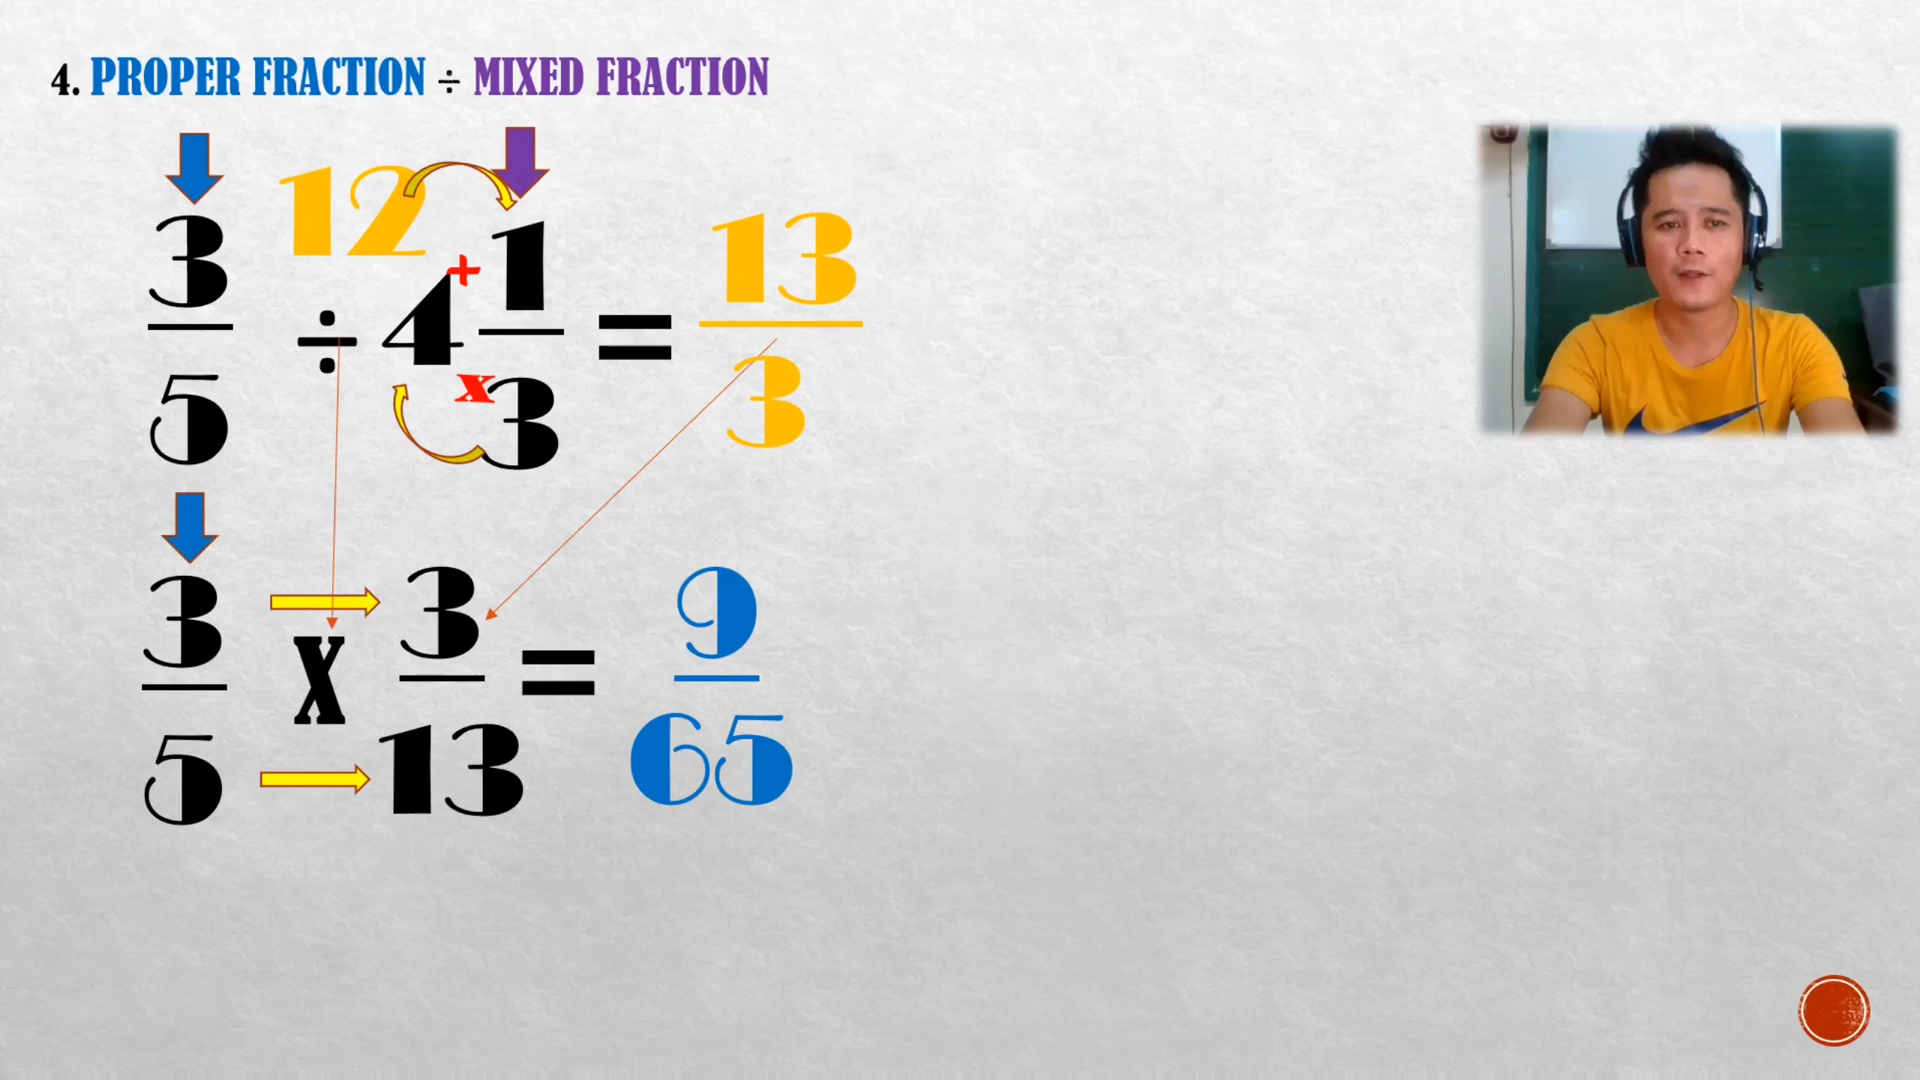 4. PROPER FRACTION ÷ MIXED FRACTION
12
3/5 ÷ 4 + 1/3 x = 13/3
3/5 X 3/13 = 9/65